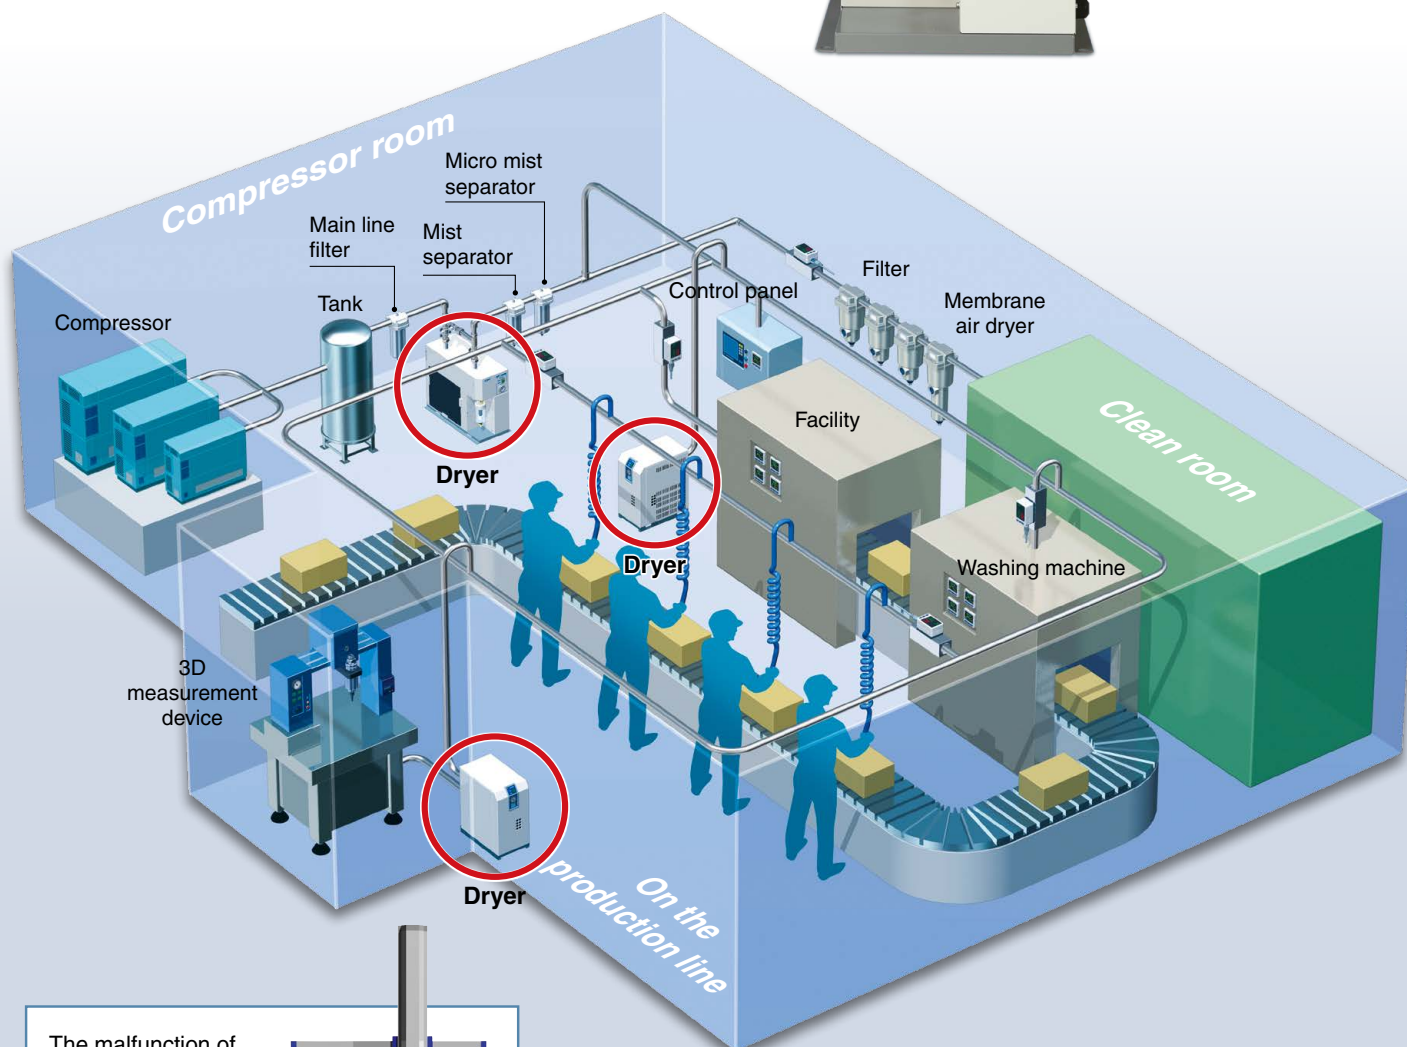 Compressor room
Micro mist
separator
Main line
filter
Mist
separator
Tank
Compressor
Control panel
Filter
Membrane
air dryer
Dryer
Facility
Clean room
Dryer
Washing machine
3D
measurement
device
Dryer
On the
production line
The malfunction of